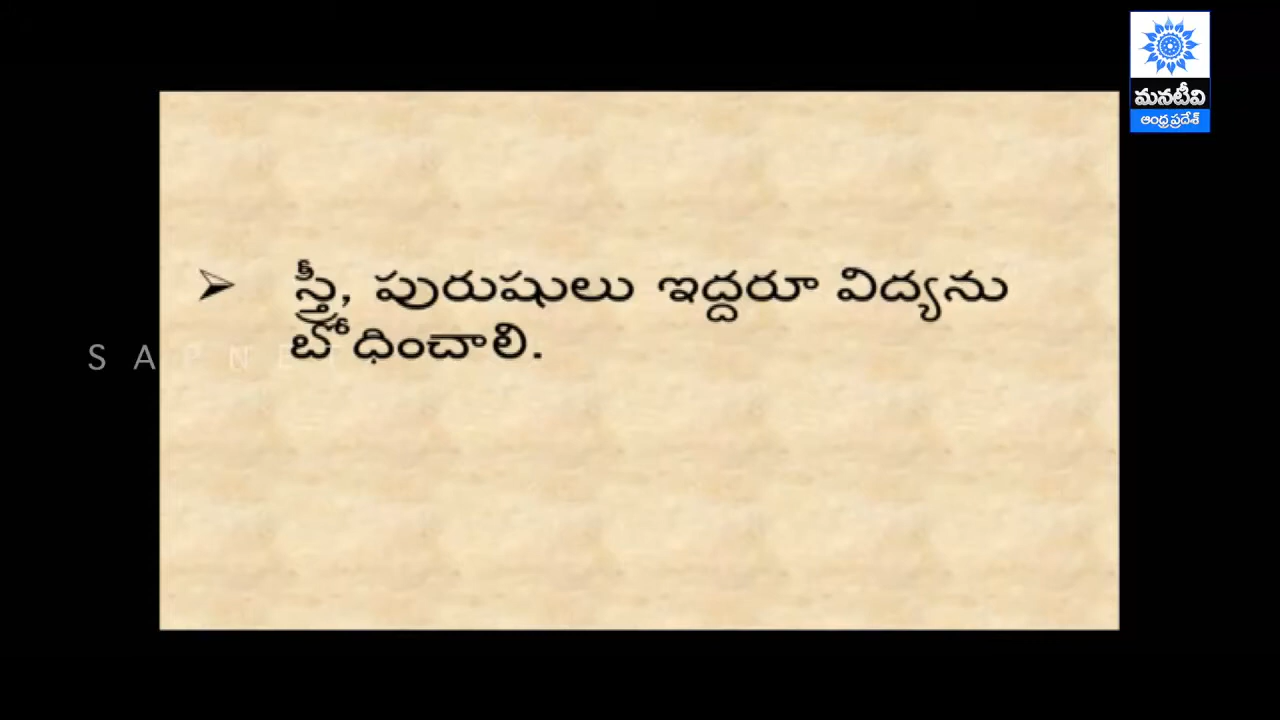 మనటీవి
ఆంధ్రప్రదేశ్
➢ స్త్రీ, పురుషులు ఇద్దరూ విద్యను
బోధించాలి.
S A P N E T